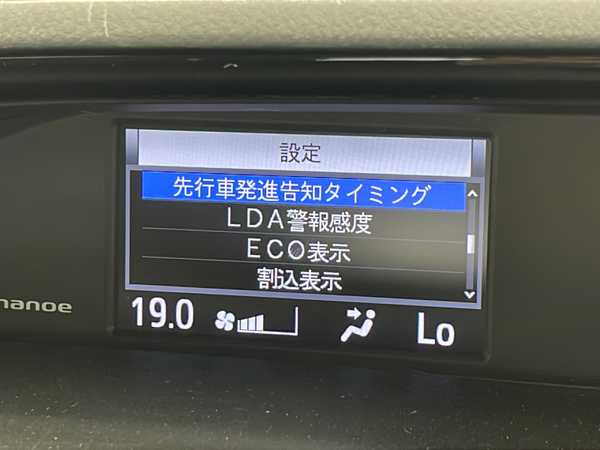 設定
先行車発進告知タイミング
LDA警報感度
ECO表示
割込表示
nanoe
19.0
Lo